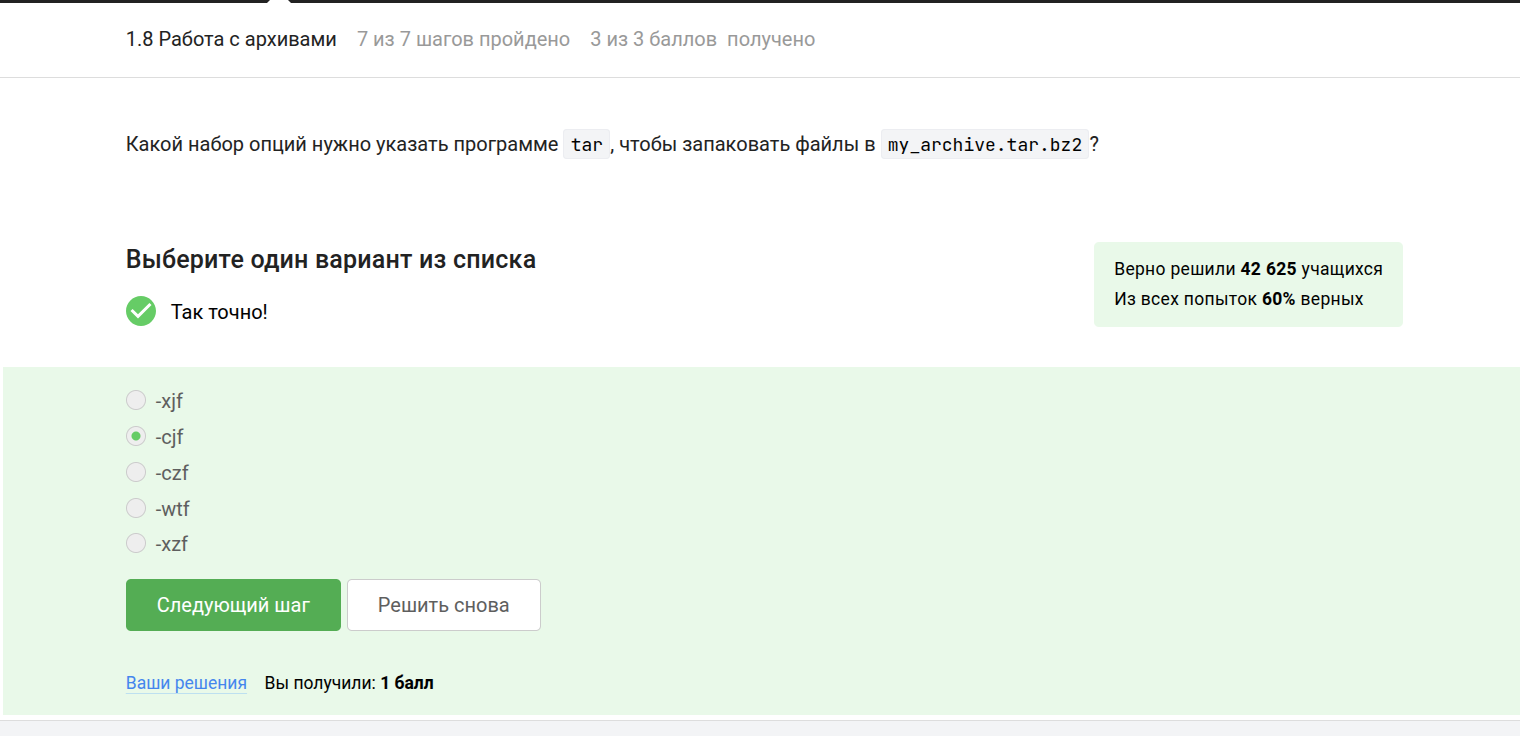 1.8 Работа с архивами 7 из 7 шагов пройдено 3 из 3 баллов получено
Какой набор опций нужно указать программе tar, чтобы запаковать файлы в my_archive.tar.bz2?
Выберите один вариант из списка
Так точно!
Верно решили 42 625 учащихся
Из всех попыток 60% верных
-xjf
-cjf
-czf
-wtf
-xzf
Следующий шаг Решить снова
Ваши решения Вы получили: 1 балл